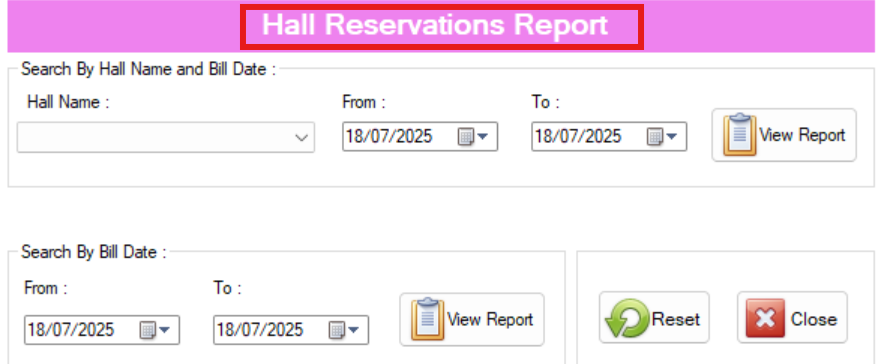 Hall Reservations Report
Search By Hall Name and Bill Date :
Hall Name : From : To :
18/07/2025 18/07/2025 View Report
Search By Bill Date :
From : To :
18/07/2025 18/07/2025 View Report Reset Close